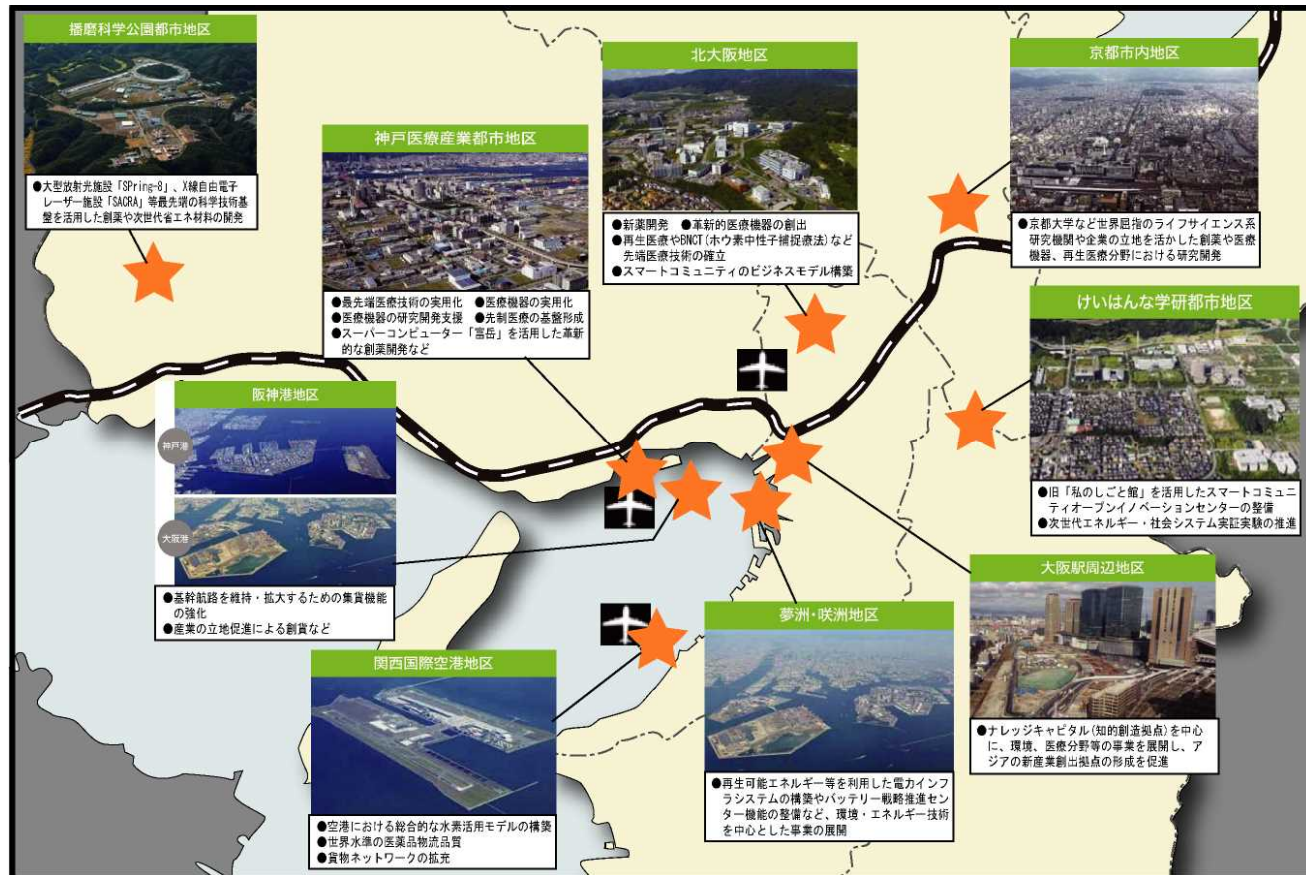 播磨科学公園都市地区
●大型放射光施設「SPring-8」、X線自由電子
レーザー施設「SACRA」等最先端の科学技術基
盤を活用した創薬や次世代省エネ材料の開発
神戸医療産業都市地区
●最先端医療技術の実用化 ●医療機器の実用化
●医療機器の研究開発支援 ●先制医療の基盤形成
●スーパーコンピューター「富岳」を活用した革新
的な創薬開発など
北大阪地区
●新薬開発 ●革新的医療機器の創出
●再生医療やBNCT(ホウ素中性子捕捉療法)など
先端医療技術の確立
●スマートコミュニティのビジネスモデル構築
京都市内地区
●京都大学など世界屈指のライフサイエンス系
研究機関や企業の立地を活かした創薬や医療
機器、再生医療分野における研究開発
けいはんな学研都市地区
●旧「私のしごと館」を活用したスマートコミュニ
ティオープンイノベーションセンターの整備
●次世代エネルギー・社会システム実証実験の推進
阪神港地区
神戸港
大阪港
●基幹航路を維持・拡大するための集貨機能
の強化
●産業の立地促進による創貨など
関西国際空港地区
●空港における総合的な水素活用モデルの構築
●世界水準の医薬品物流品質
●貨物ネットワークの拡充
夢洲・咲洲地区
●再生可能エネルギー等を利用した電力インフ
ラシステムの構築やバッテリー戦略推進セン
ター機能の整備など、環境・エネルギー技術
を中心とした事業の展開
大阪駅周辺地区
●ナレッジキャピタル(知的創造拠点)を中心
に、環境、医療分野等の事業を展開し、ア
ジアの新産業創出拠点の形成を促進